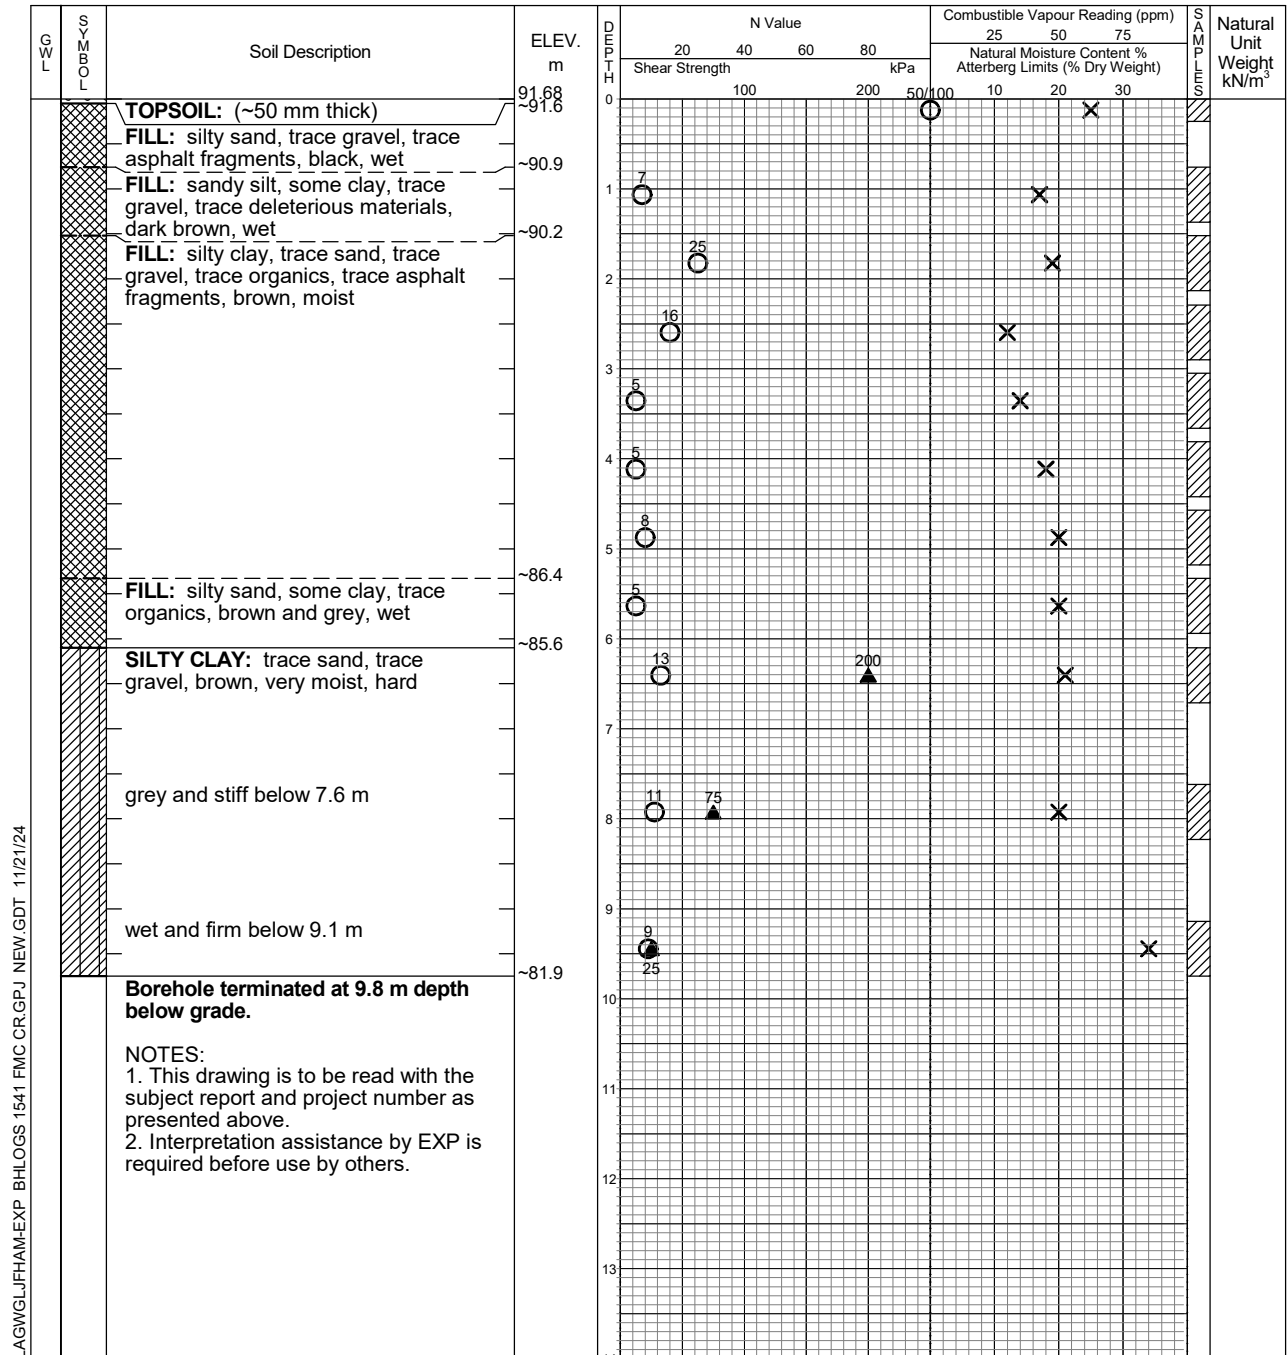 GWL
SYMBOL
Soil Description
ELEV.
m
DEPTH
N Value
20 40 60 80
Shear Strength kPa
100 200
Combustible Vapour Reading (ppm)
25 50 75
Natural Moisture Content %
Atterberg Limits (% Dry Weight)
10 20 30
SAMPLES
Natural
Unit
Weight
kN/m3
91.68
TOPSOIL: (~50 mm thick)
~91.6
FILL: silty sand, trace gravel, trace
asphalt fragments, black, wet
~90.9
FILL: sandy silt, some clay, trace
gravel, trace deleterious materials,
dark brown, wet
~90.2
FILL: silty clay, trace sand, trace
gravel, trace organics, trace asphalt
fragments, brown, moist
~86.4
FILL: silty sand, some clay, trace
organics, brown and grey, wet
~85.6
SILTY CLAY: trace sand, trace
gravel, brown, very moist, hard
grey and stiff below 7.6 m
wet and firm below 9.1 m
~81.9
Borehole terminated at 9.8 m depth
below grade.
NOTES:
1. This drawing is to be read with the
subject report and project number as
presented above.
2. Interpretation assistance by EXP is
required before use by others.
0
50/100
1
7
25
2
16
3
5
4
5
8
5
5
6
13 200
7
11 75
8
9
9
25
10
11
12
13
LAGWGLJFHAM-EXP BHLOGS 1541 FMC CR.GPJ NEW.GDT 11/21/24